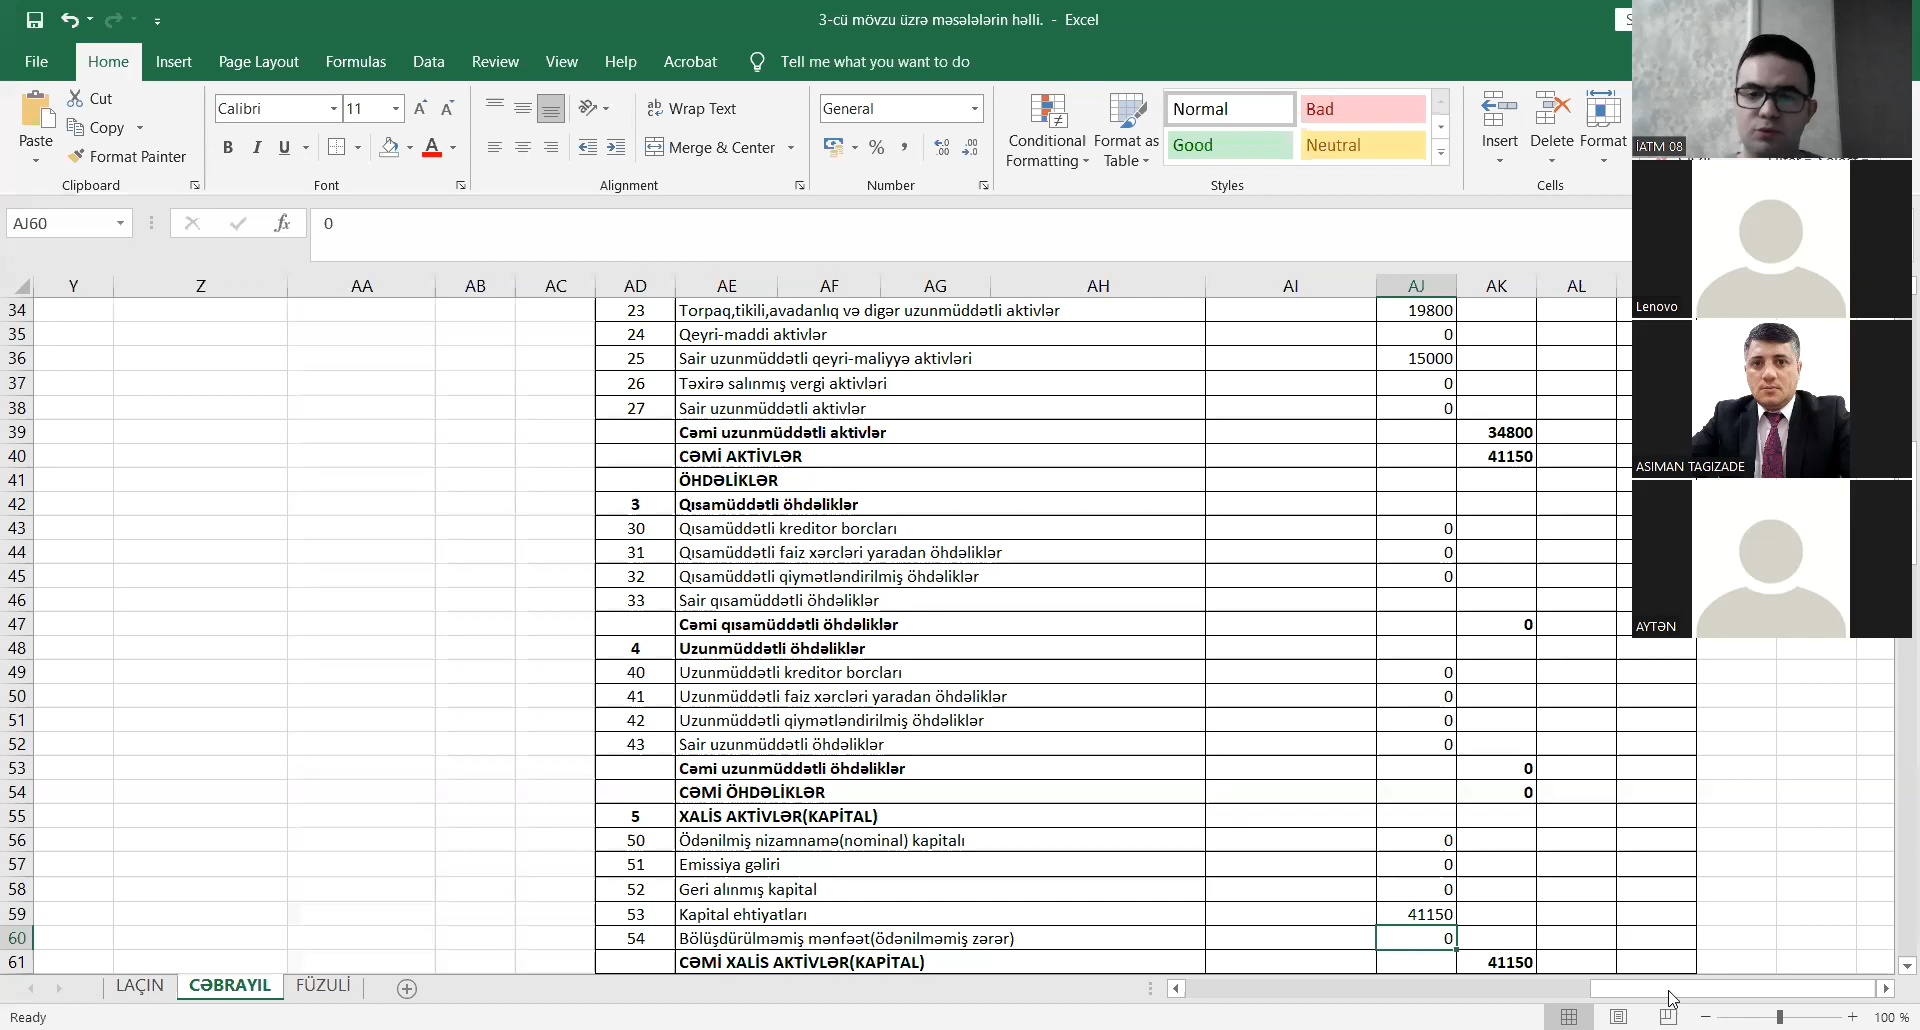 3-cü mövzu üzrə məsələlərin həlli. - Excel
File Home Insert Page Layout Formulas Data Review View Help Acrobat Tell me what you want to do
Paste
Cut
Copy
Format Painter
Clipboard
Calibri 11
B I U
Font
Wrap Text
Merge & Center
Alignment
General
% ,
Number
Conditional Formatting
Format as Table
Normal Bad
Good Neutral
Styles
Insert Delete Format
Cells
AJ60 fx 0
Y Z AA AB AC AD AE AF AG AH AI AJ AK AL
34 23 Torpaq,tikili,avadanlıq və digər uzunmüddətli aktivlər 19800
35 24 Qeyri-maddi aktivlər 0
36 25 Sair uzunmüddətli qeyri-maliyyə aktivləri 15000
37 26 Təxirə salınmış vergi aktivləri 0
38 27 Sair uzunmüddətli aktivlər 0
39 Cəmi uzunmüddətli aktivlər 34800
40 CƏMİ AKTİVLƏR 41150
41 ÖHDƏLİKLƏR
42 3 Qısamüddətli öhdəliklər
43 30 Qısamüddətli kreditor borcları 0
44 31 Qısamüddətli faiz xərcləri yaradan öhdəliklər 0
45 32 Qısamüddətli qiymətləndirilmiş öhdəliklər 0
46 33 Sair qısamüddətli öhdəliklər
47 Cəmi qısamüddətli öhdəliklər 0
48 4 Uzunmüddətli öhdəliklər
49 40 Uzunmüddətli kreditor borcları 0
50 41 Uzunmüddətli faiz xərcləri yaradan öhdəliklər 0
51 42 Uzunmüddətli qiymətləndirilmiş öhdəliklər 0
52 43 Sair uzunmüddətli öhdəliklər 0
53 Cəmi uzunmüddətli öhdəliklər 0
54 CƏMİ ÖHDƏLİKLƏR 0
55 5 XALİS AKTİVLƏR(KAPİTAL)
56 50 Ödənilmiş nizamnamə(nominal) kapitalı 0
57 51 Emissiya gəliri 0
58 52 Geri alınmış kapital 0
59 53 Kapital ehtiyatları 41150
60 54 Bölüşdürülməmiş mənfəət(ödənilməmiş zərər) 0
61 CƏMİ XALİS AKTİVLƏR(KAPİTAL) 41150
LAÇIN CƏBRAYIL FÜZULİ
Ready
100 %
İATM 08
Lenovo
ASIMAN TAGIZADE
AYTƏN